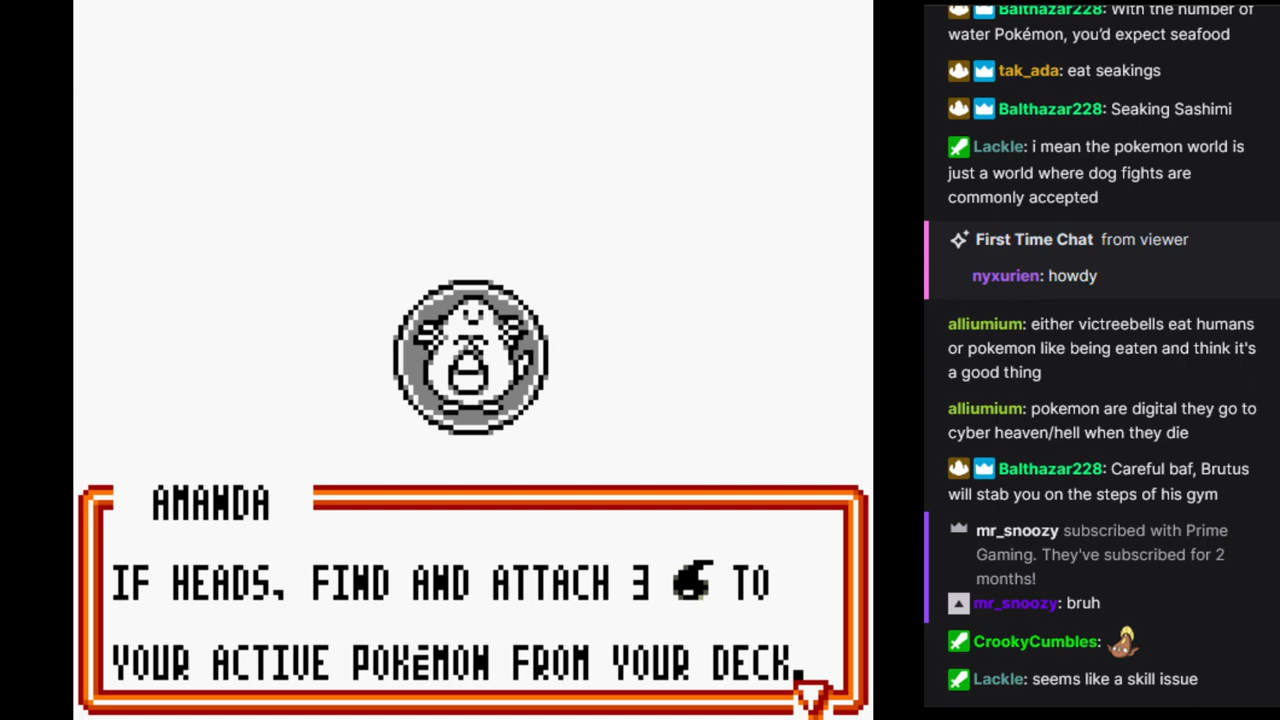 AMANDA
IF HEADS, FIND AND ATTACH 3 TO
YOUR ACTIVE POKéMON FROM YOUR DECK.
Balthazar228: With the number of
water Pokémon, you'd expect seafood
tak_ada: eat seakings
Balthazar228: Seaking Sashimi
Lackle: i mean the pokemon world is
just a world where dog fights are
commonly accepted
First Time Chat from viewer
nyxurien: howdy
alliumium: either victreebells eat humans
or pokemon like being eaten and think it's
a good thing
alliumium: pokemon are digital they go to
cyber heaven/hell when they die
Balthazar228: Careful baf, Brutus
will stab you on the steps of his gym
mr_snoozy subscribed with Prime
Gaming. They've subscribed for 2
months!
mr_snoozy: bruh
CrookyCumbles:
Lackle: seems like a skill issue